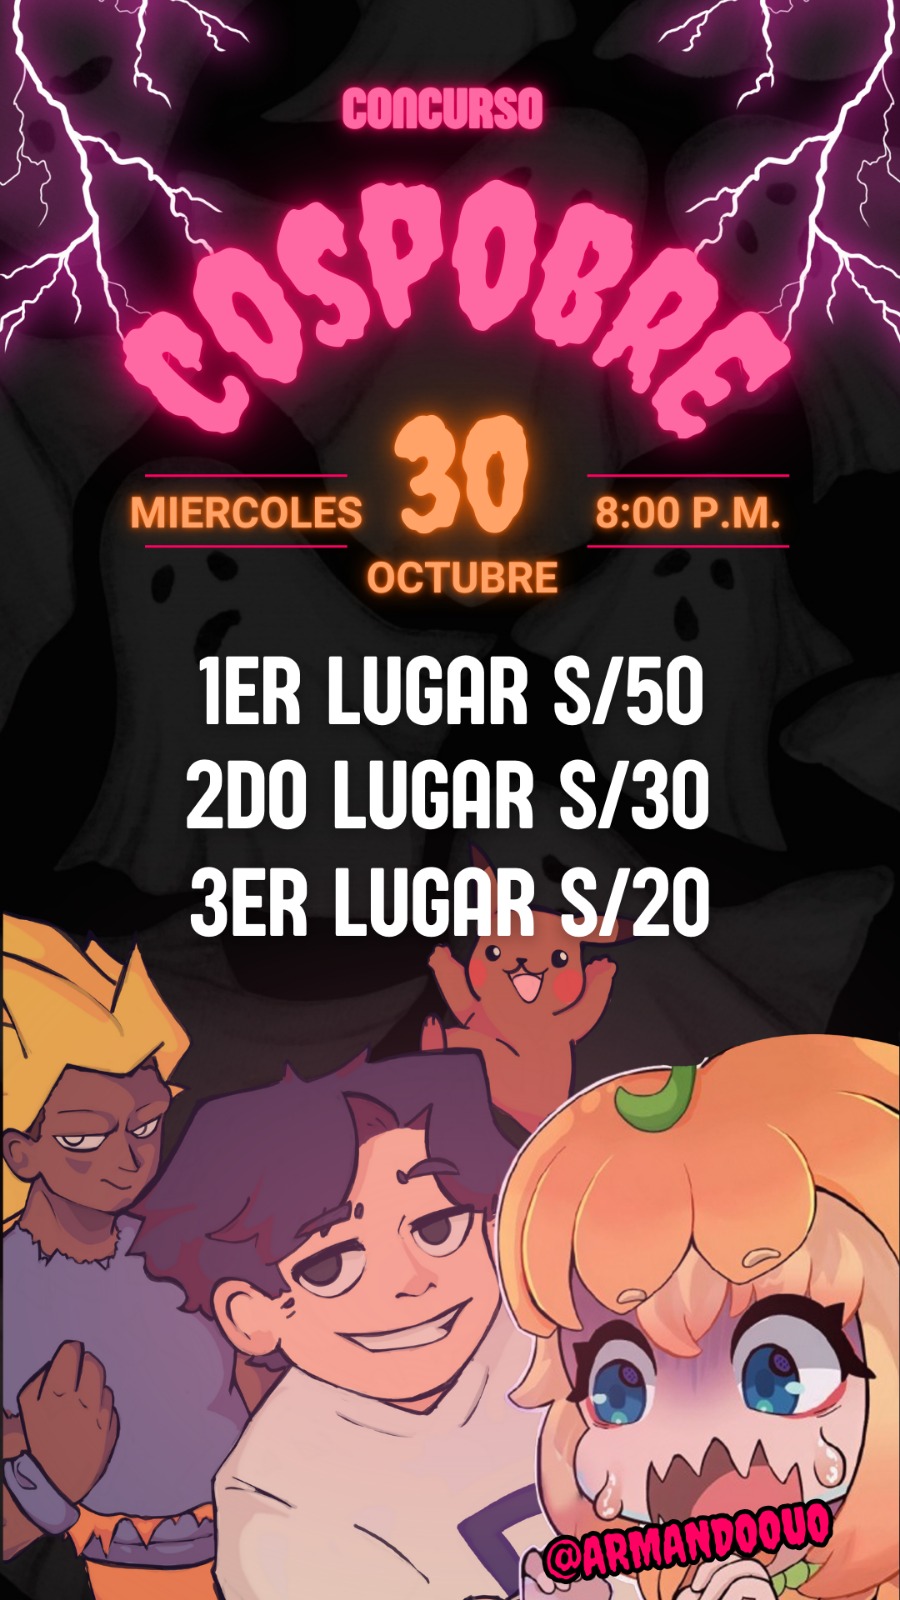 CONCURSO
COSPOBRE
MIERCOLES 30 8:00 P.M.
OCTUBRE
1ER LUGAR S/50
2DO LUGAR S/30
3ER LUGAR S/20
@ARMANDOOUO